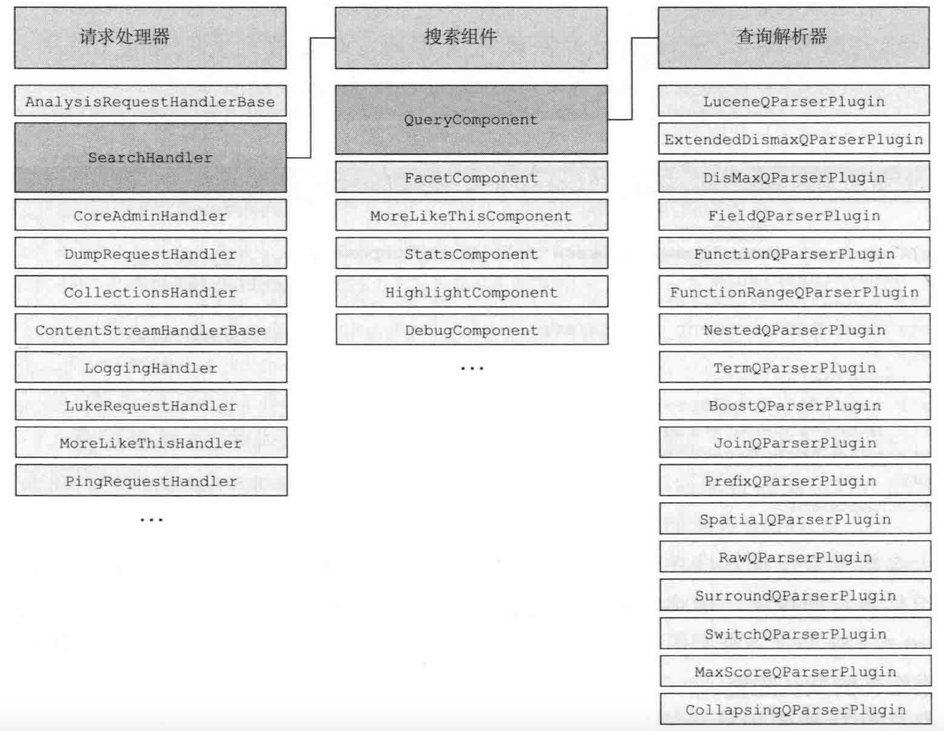 请求处理器
AnalysisRequestHandlerBase
SearchHandler
CoreAdminHandler
DumpRequestHandler
CollectionsHandler
ContentStreamHandlerBase
LoggingHandler
LukeRequestHandler
MoreLikeThisHandler
PingRequestHandler
...
搜索组件
QueryComponent
FacetComponent
MoreLikeThisComponent
StatsComponent
HighlightComponent
DebugComponent
...
查询解析器
LuceneQParserPlugin
ExtendedDismaxQParserPlugin
DisMaxQParserPlugin
FieldQParserPlugin
FunctionQParserPlugin
FunctionRangeQParserPlugin
NestedQParserPlugin
TermQParserPlugin
BoostQParserPlugin
JoinQParserPlugin
PrefixQParserPlugin
SpatialQParserPlugin
RawQParserPlugin
SurroundQParserPlugin
SwitchQParserPlugin
MaxScoreQParserPlugin
CollapsingQParserPlugin